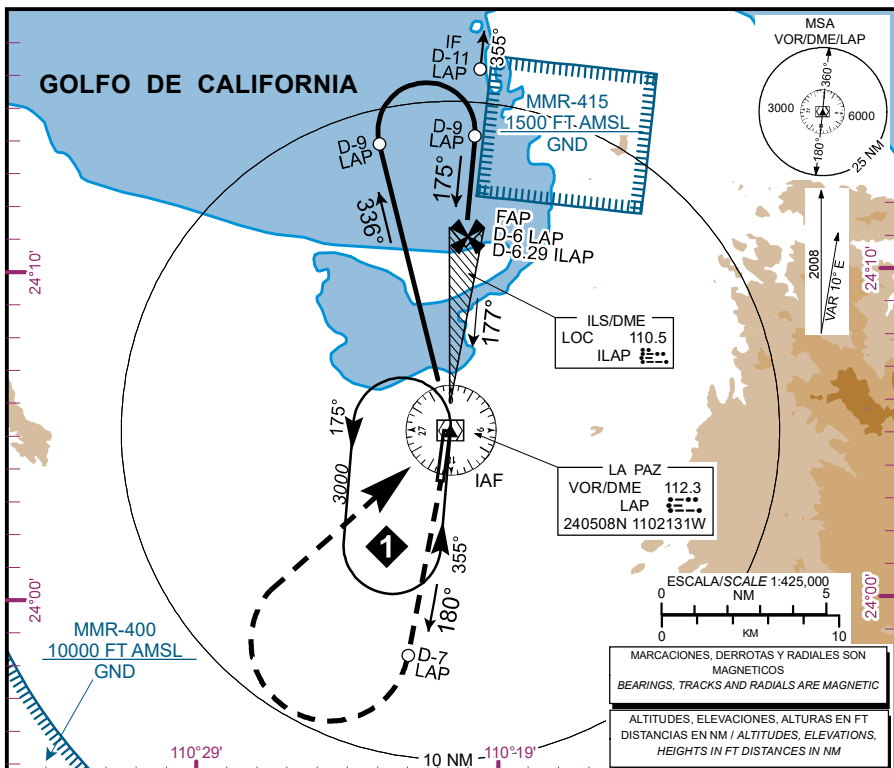 GOLFO DE CALIFORNIA
IF
D-11
LAP
355°
MSA
VOR/DME/LAP
360°
3000
6000
180°
25 NM
MMR-415
1500 FT AMSL
GND
D-9
LAP
D-9
LAP
175°
336°
FAP
D-6 LAP
D-6.29 ILAP
2008
VAR 10° E
24°10'
24°10'
ILS/DME
LOC 110.5
ILAP
177°
175°
3000
27
18
IAF
LA PAZ
VOR/DME 112.3
LAP
240508N 1102131W
1
355°
180°
24°00'
24°00'
D-7
LAP
MMR-400
10000 FT AMSL
GND
ESCALA/SCALE 1:425,000
0 NM 5
0 KM 10
MARCACIONES, DERROTAS Y RADIALES SON
MAGNETICOS
BEARINGS, TRACKS AND RADIALS ARE MAGNETIC
ALTITUDES, ELEVACIONES, ALTURAS EN FT
DISTANCIAS EN NM / ALTITUDES, ELEVATIONS,
HEIGHTS IN FT DISTANCES IN NM
110°29'
10 NM
110°19'